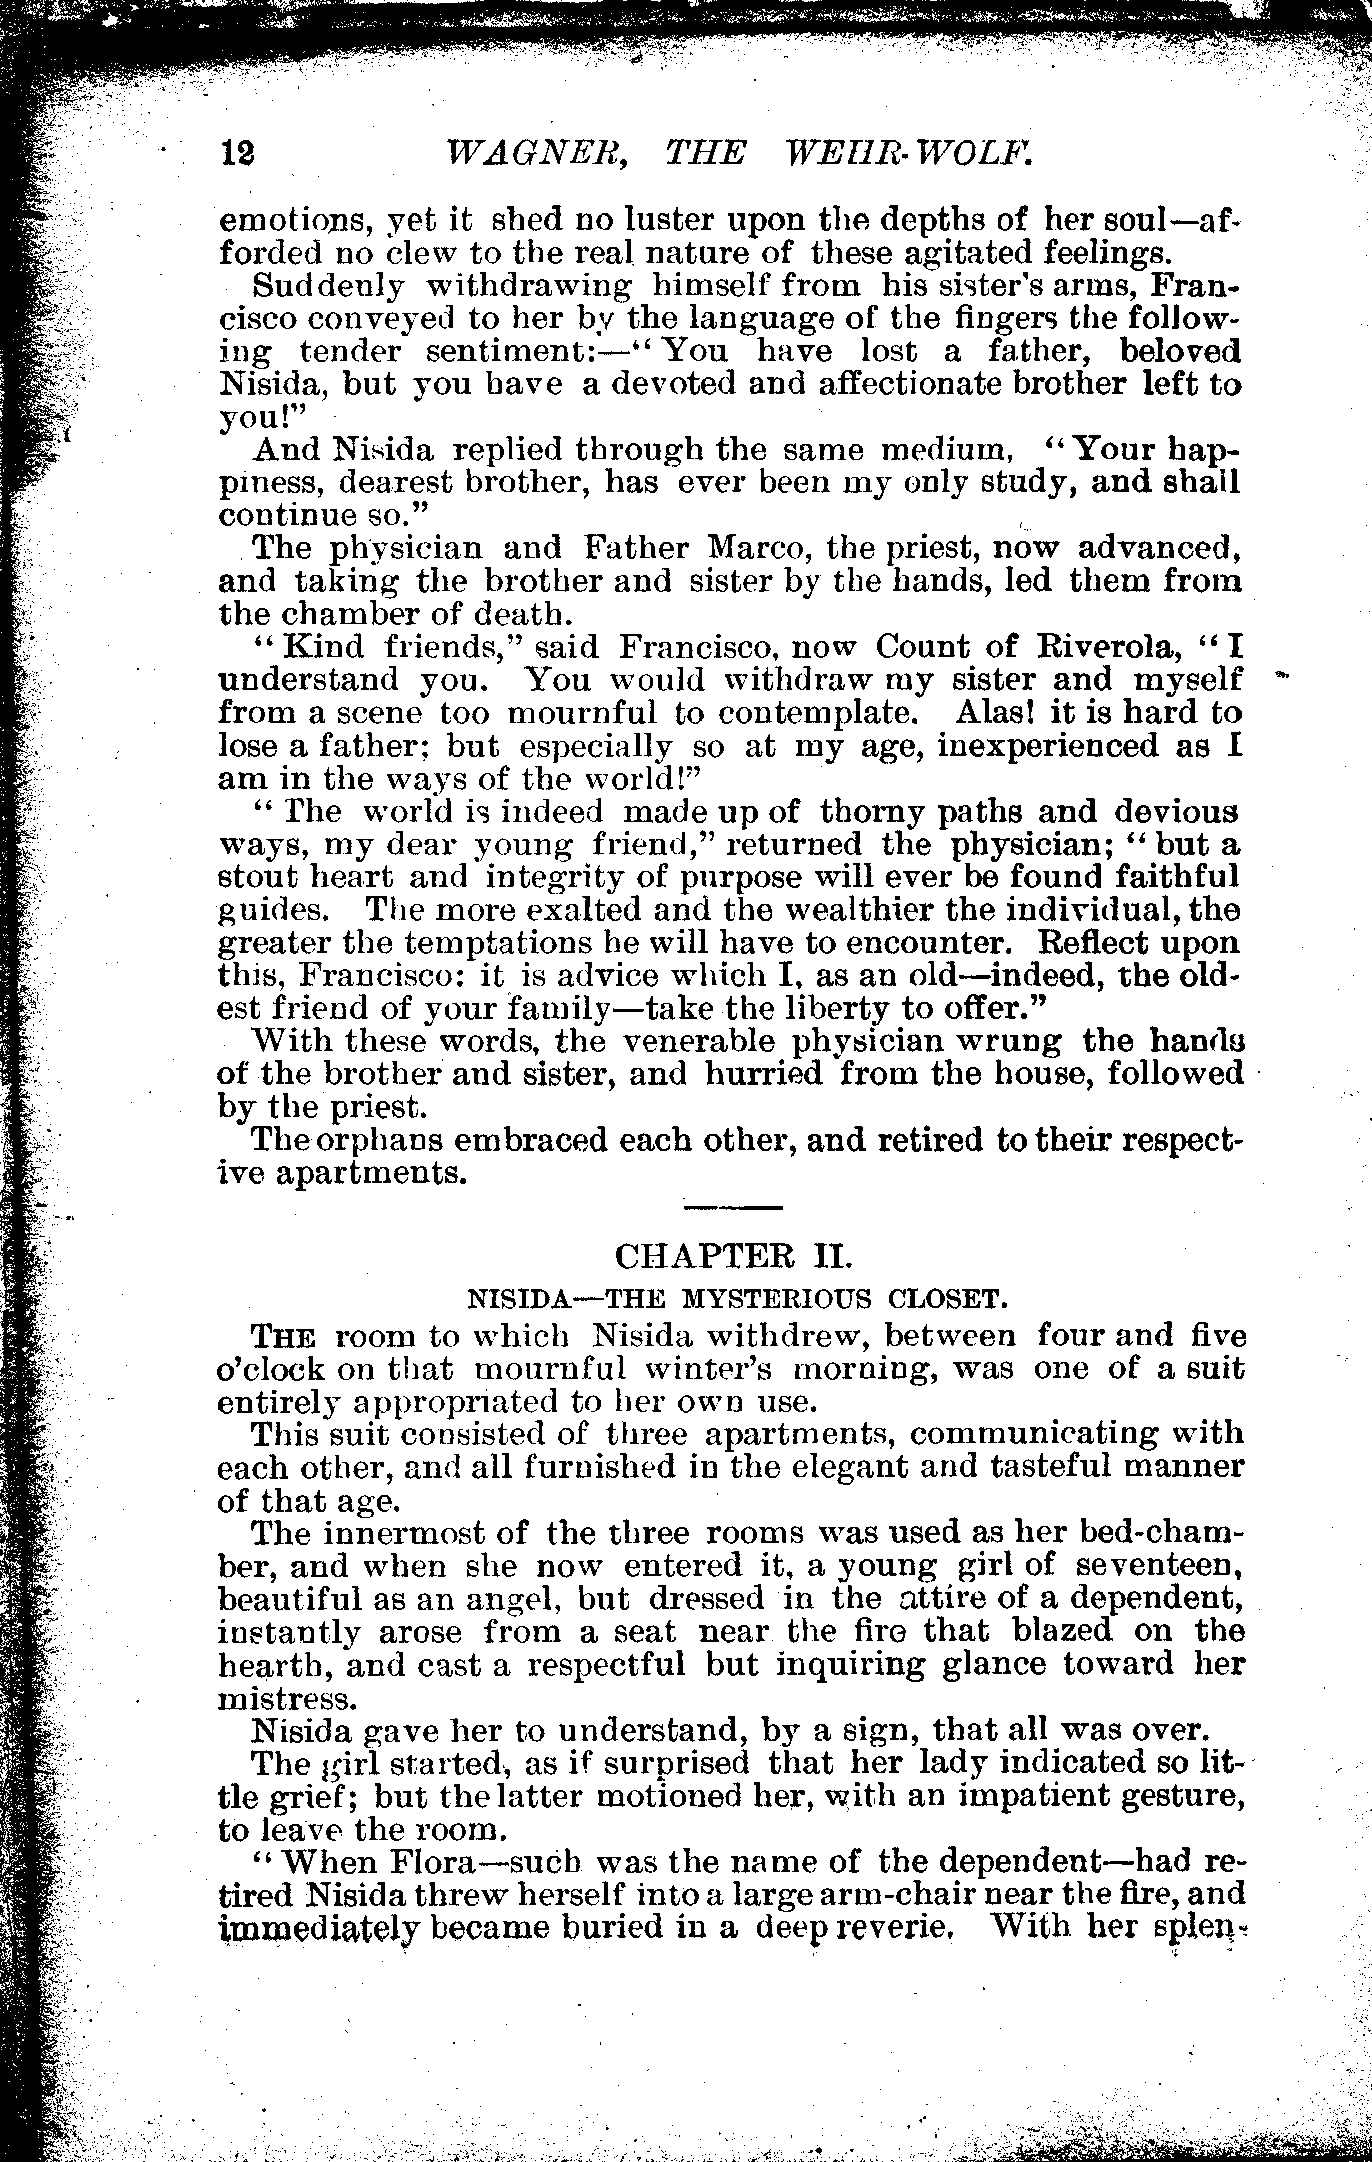 12 WAGNER, THE WEHR-WOLF.
emotions, yet it shed no luster upon the depths of her soul—af-
forded no clew to the real nature of these agitated feelings.
Suddenly withdrawing himself from his sister's arms, Fran-
cisco conveyed to her by the language of the fingers the follow-
ing tender sentiment:—“You have lost a father, beloved
Nisida, but you have a devoted and affectionate brother left to
you!”
And Nisida replied through the same medium, “Your hap-
piness, dearest brother, has ever been my only study, and shall
continue so.”
The physician and Father Marco, the priest, now advanced,
and taking the brother and sister by the hands, led them from
the chamber of death.
“Kind friends,” said Francisco, now Count of Riverola, “I
understand you. You would withdraw my sister and myself
from a scene too mournful to contemplate. Alas! it is hard to
lose a father; but especially so at my age, inexperienced as I
am in the ways of the world!”
“The world is indeed made up of thorny paths and devious
ways, my dear young friend,” returned the physician; “but a
stout heart and integrity of purpose will ever be found faithful
guides. The more exalted and the wealthier the individual, the
greater the temptations he will have to encounter. Reflect upon
this, Francisco: it is advice which I, as an old—indeed, the old-
est friend of your family—take the liberty to offer.”
With these words, the venerable physician wrung the hands
of the brother and sister, and hurried from the house, followed
by the priest.
The orphans embraced each other, and retired to their respect-
ive apartments.
CHAPTER II.
NISIDA—THE MYSTERIOUS CLOSET.
THE room to which Nisida withdrew, between four and five
o'clock on that mournful winter's morning, was one of a suit
entirely appropriated to her own use.
This suit consisted of three apartments, communicating with
each other, and all furnished in the elegant and tasteful manner
of that age.
The innermost of the three rooms was used as her bed-cham-
ber, and when she now entered it, a young girl of seventeen,
beautiful as an angel, but dressed in the attire of a dependent,
instantly arose from a seat near the fire that blazed on the
hearth, and cast a respectful but inquiring glance toward her
mistress.
Nisida gave her to understand, by a sign, that all was over.
The girl started, as if surprised that her lady indicated so lit-
tle grief; but the latter motioned her, with an impatient gesture,
to leave the room.
“When Flora—such was the name of the dependent—had re-
tired Nisida threw herself into a large arm-chair near the fire, and
immediately became buried in a deep reverie. With her splen-